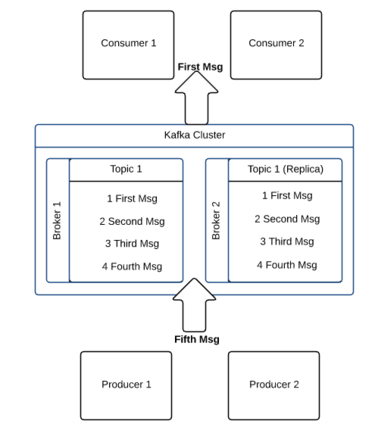 Consumer 1
Consumer 2
First Msg
Kafka Cluster
Broker 1
Topic 1
1 First Msg
2 Second Msg
3 Third Msg
4 Fourth Msg
Broker 2
Topic 1 (Replica)
1 First Msg
2 Second Msg
3 Third Msg
4 Fourth Msg
Fifth Msg
Producer 1
Producer 2